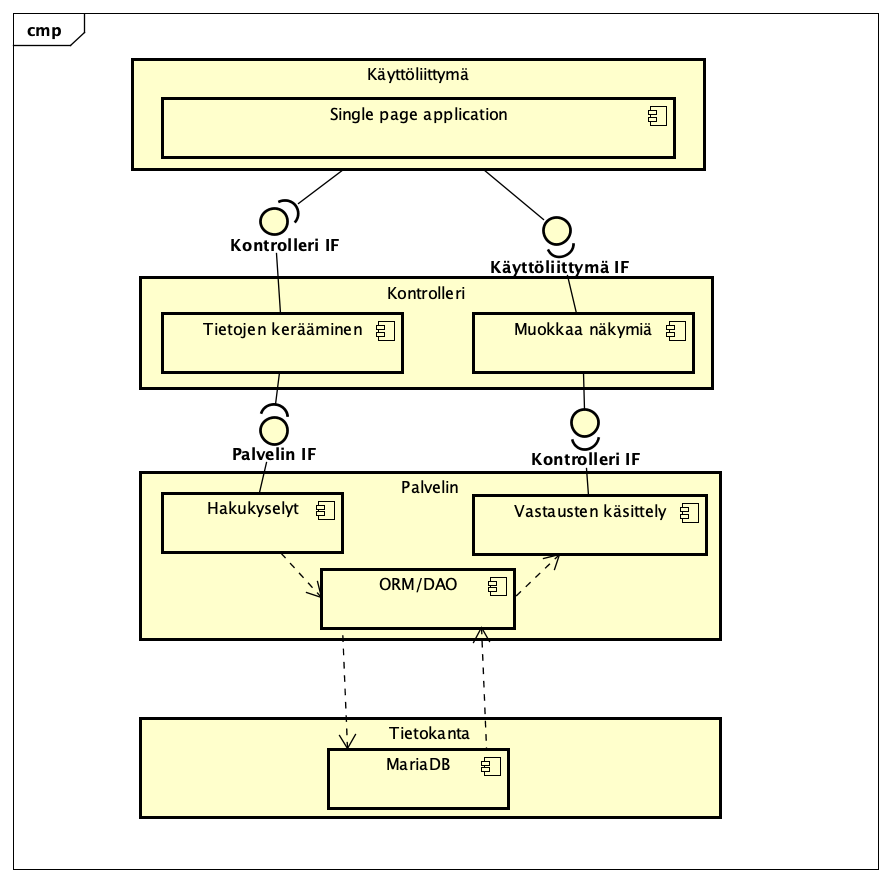 cmp
Käyttöliittymä
Single page application
Kontrolleri IF
Käyttöliittymä IF
Kontrolleri
Tietojen kerääminen
Muokkaa näkymiä
Palvelin IF
Kontrolleri IF
Palvelin
Hakukyselyt
Vastausten käsittely
ORM/DAO
Tietokanta
MariaDB